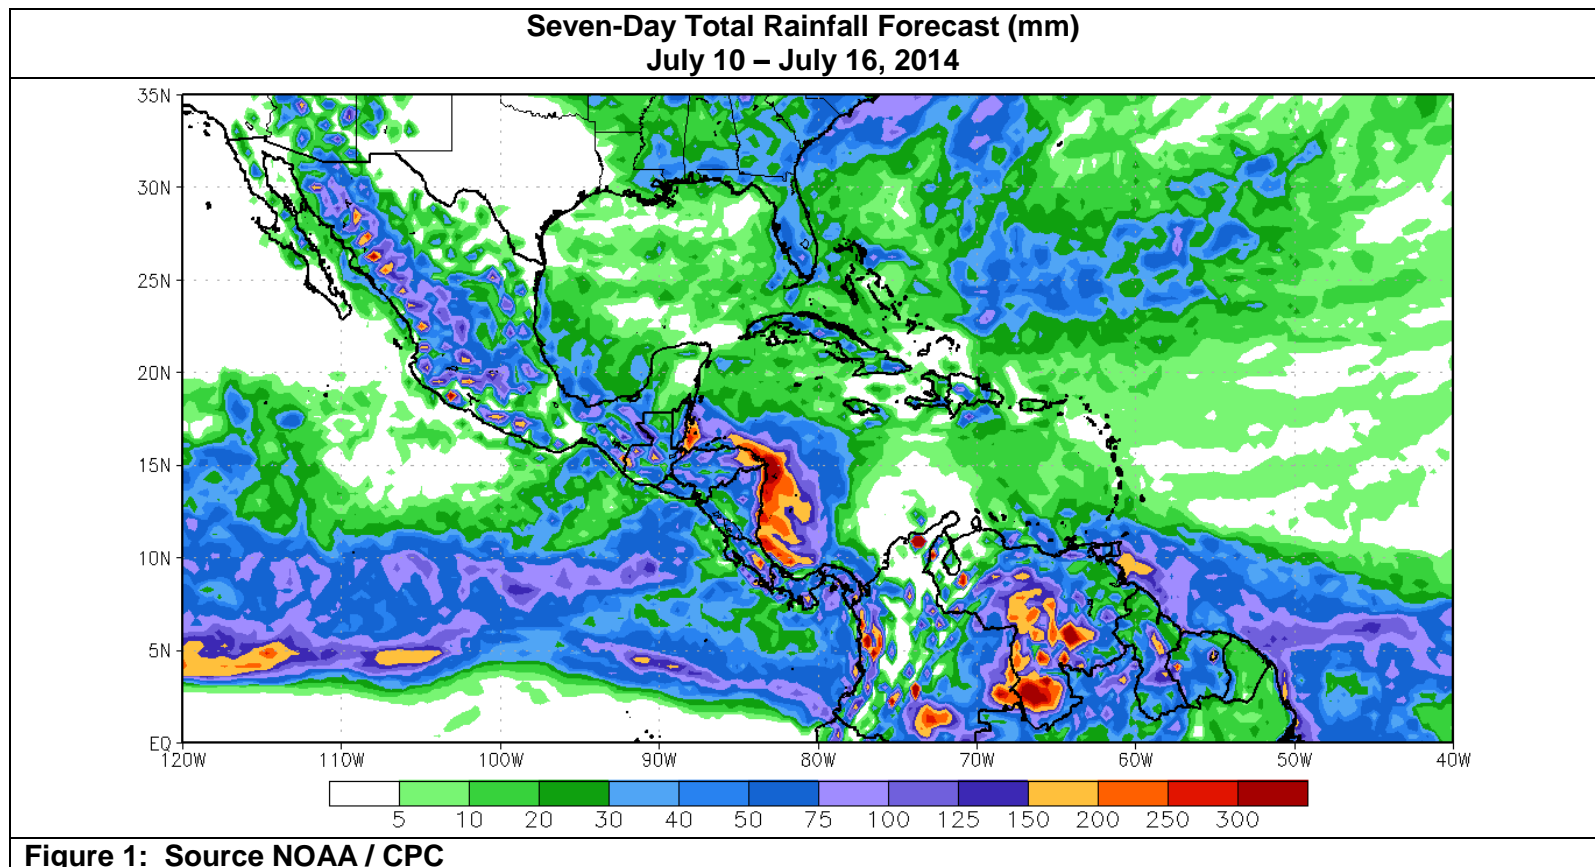 Seven-Day Total Rainfall Forecast (mm)
July 10 – July 16, 2014
35N
30N
25N
20N
15N
10N
5N
EQ
120W 110W 100W 90W 80W 70W 60W 50W 40W
5 10 20 30 40 50 75 100 125 150 200 250 300
Figure 1: Source NOAA / CPC